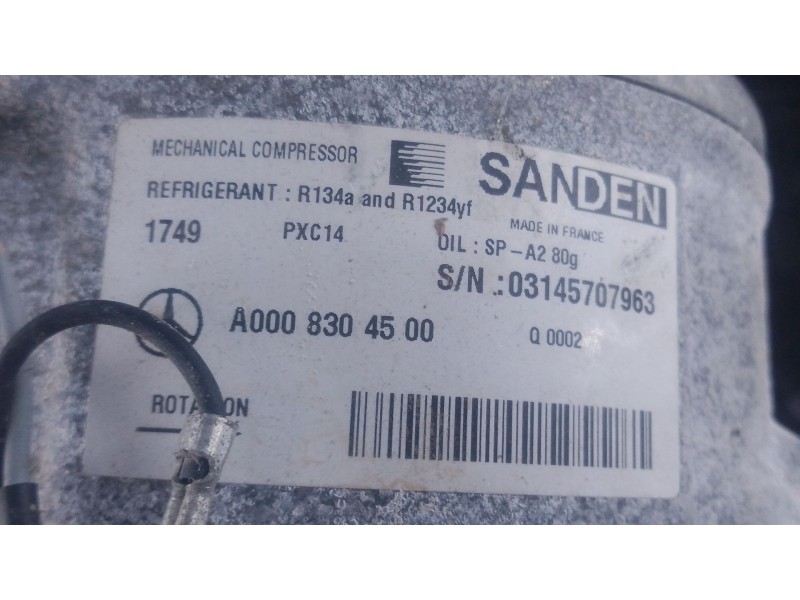 MECHANICAL COMPRESSOR
SANDEN
REFRIGERANT : R134a and R1234yf
MADE IN FRANCE
1749 PXC14 OIL : SP-A2 80g
S/N .: 03145707963
A000 830 45 00 Q 0002